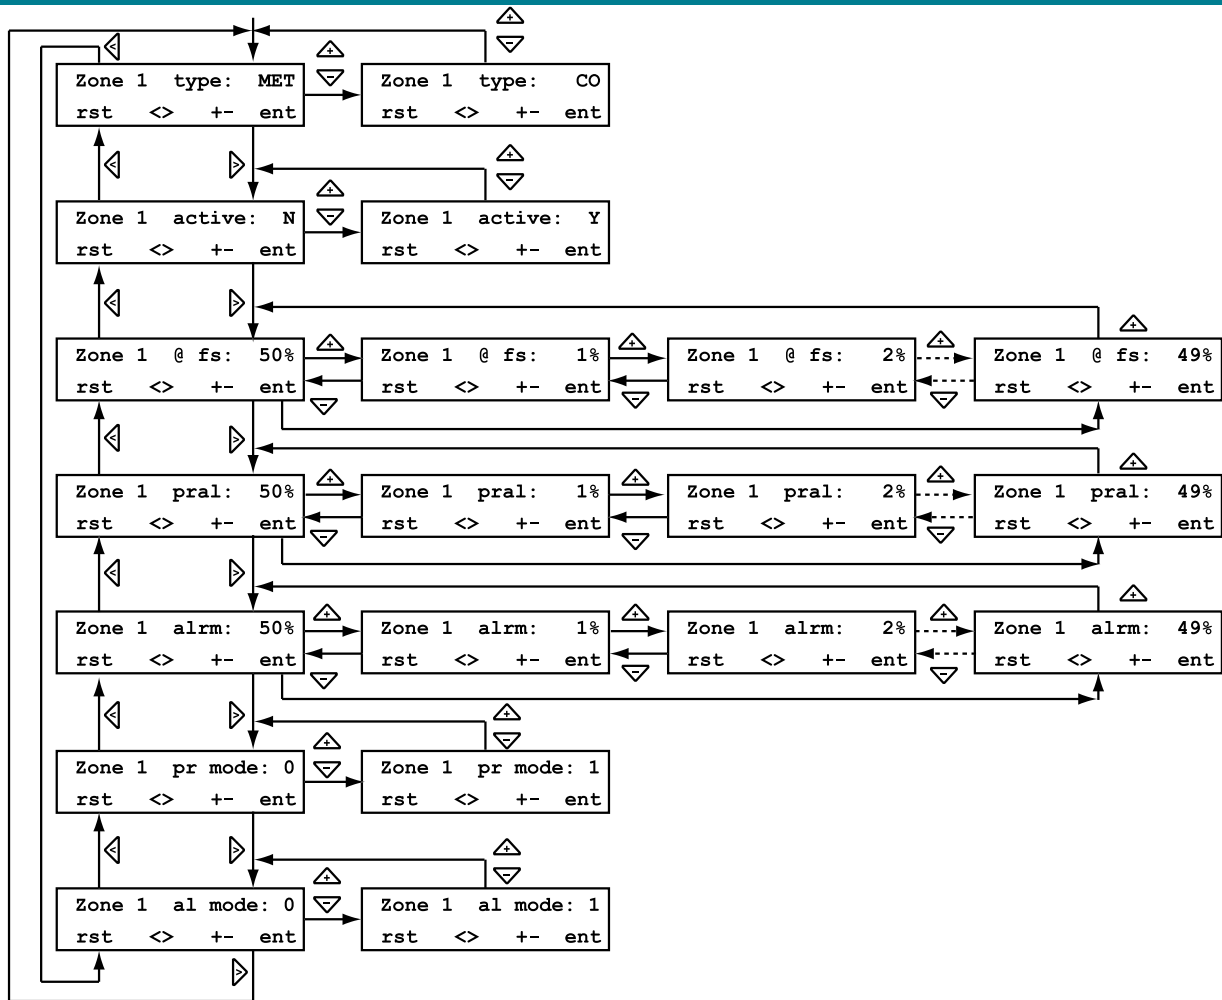 Zone 1 type: MET
rst <> +- ent
Zone 1 type: CO
rst <> +- ent
Zone 1 active: N
rst <> +- ent
Zone 1 active: Y
rst <> +- ent
Zone 1 @ fs: 50%
rst <> +- ent
Zone 1 @ fs: 1%
rst <> +- ent
Zone 1 @ fs: 2%
rst <> +- ent
Zone 1 @ fs: 49%
rst <> +- ent
Zone 1 pral: 50%
rst <> +- ent
Zone 1 pral: 1%
rst <> +- ent
Zone 1 pral: 2%
rst <> +- ent
Zone 1 pral: 49%
rst <> +- ent
Zone 1 alrm: 50%
rst <> +- ent
Zone 1 alrm: 1%
rst <> +- ent
Zone 1 alrm: 2%
rst <> +- ent
Zone 1 alrm: 49%
rst <> +- ent
Zone 1 pr mode: 0
rst <> +- ent
Zone 1 pr mode: 1
rst <> +- ent
Zone 1 al mode: 0
rst <> +- ent
Zone 1 al mode: 1
rst <> +- ent